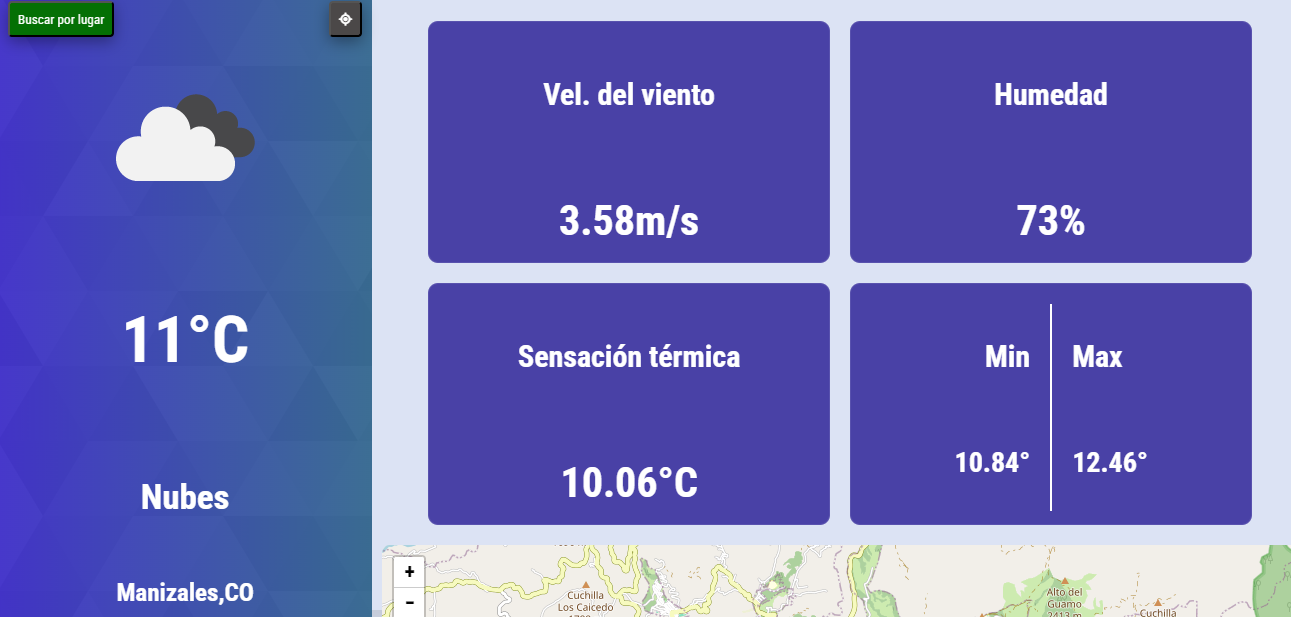 Buscar por lugar
11°C
Nubes
Manizales,CO
Vel. del viento
3.58m/s
Humedad
73%
Sensación térmica
10.06°C
Min
10.84°
Max
12.46°
+
-
Cuchilla
Los Caicedo
Alto del
Guamo
2413 m
Cuchilla